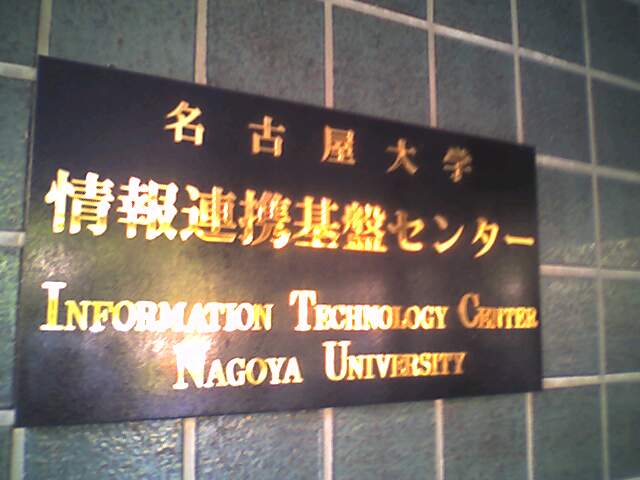 名古屋大学
情報連携基盤センター
INFORMATION TECHNOLOGY CENTER
NAGOYA UNIVERSITY